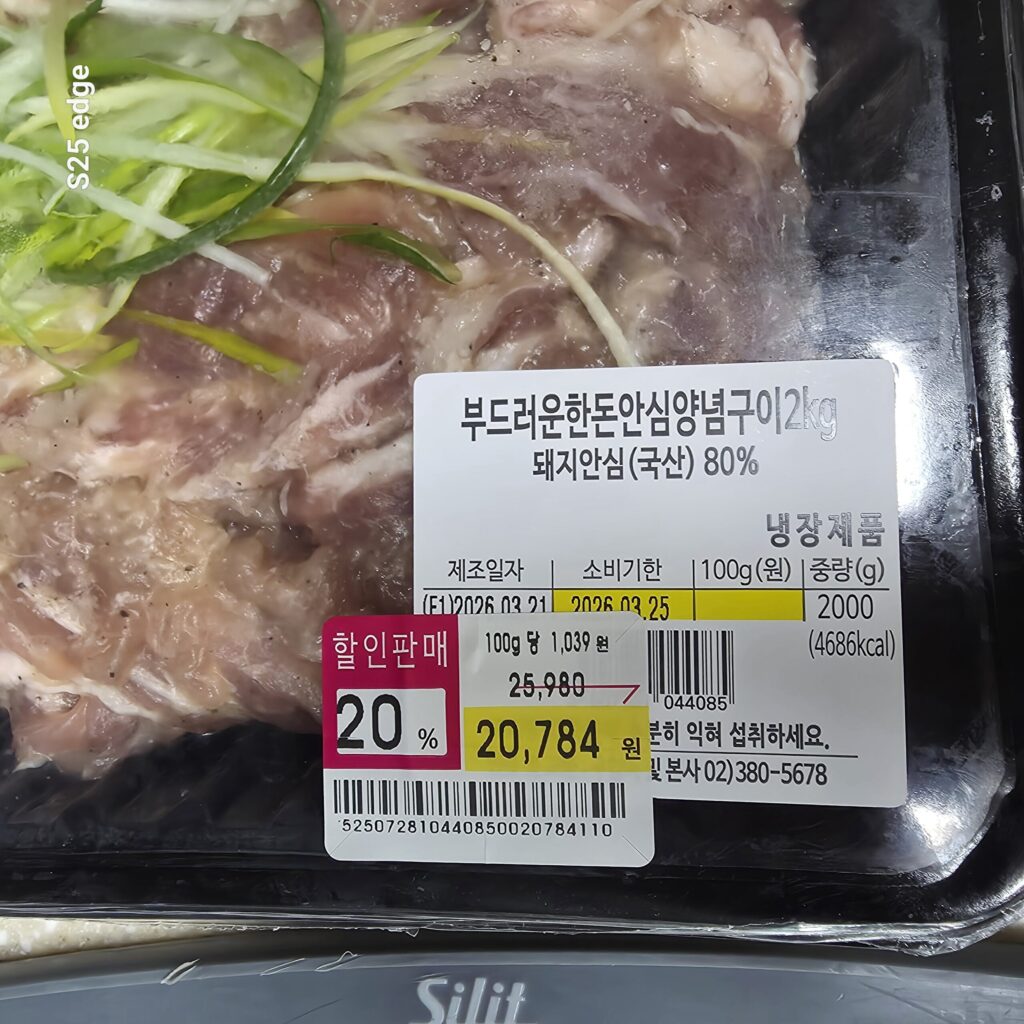 S25 edge
부드러운한돈안심양념구이2kg
돼지안심(국산) 80%
냉장제품
제조일자 소비기한 100g(원) 중량(g)
(F1)2026.03.21 2026.03.25 2000
(4686kcal)
044085
분히 익혀 섭취하세요.
및 본사 02)380-5678
할인판매 100g 당 1,039 원
25,980
20 % 20,784 원
2525072810440850020784110
Silit